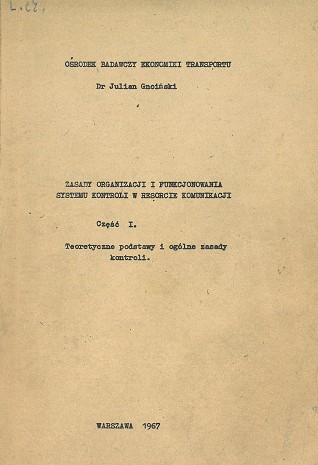 OŚRODEK BADAWCZY EKONOMIKI TRANSPORTU
Dr Julian Gnoiński
ZASADY ORGANIZACJI I FUNKCJONOWANIA
SYSTEMU KONTROLI W RESORCIE KOMUNIKACJI
Część I.
Teoretyczne podstawy i ogólne zasady
kontroli.
WARSZAWA 1967